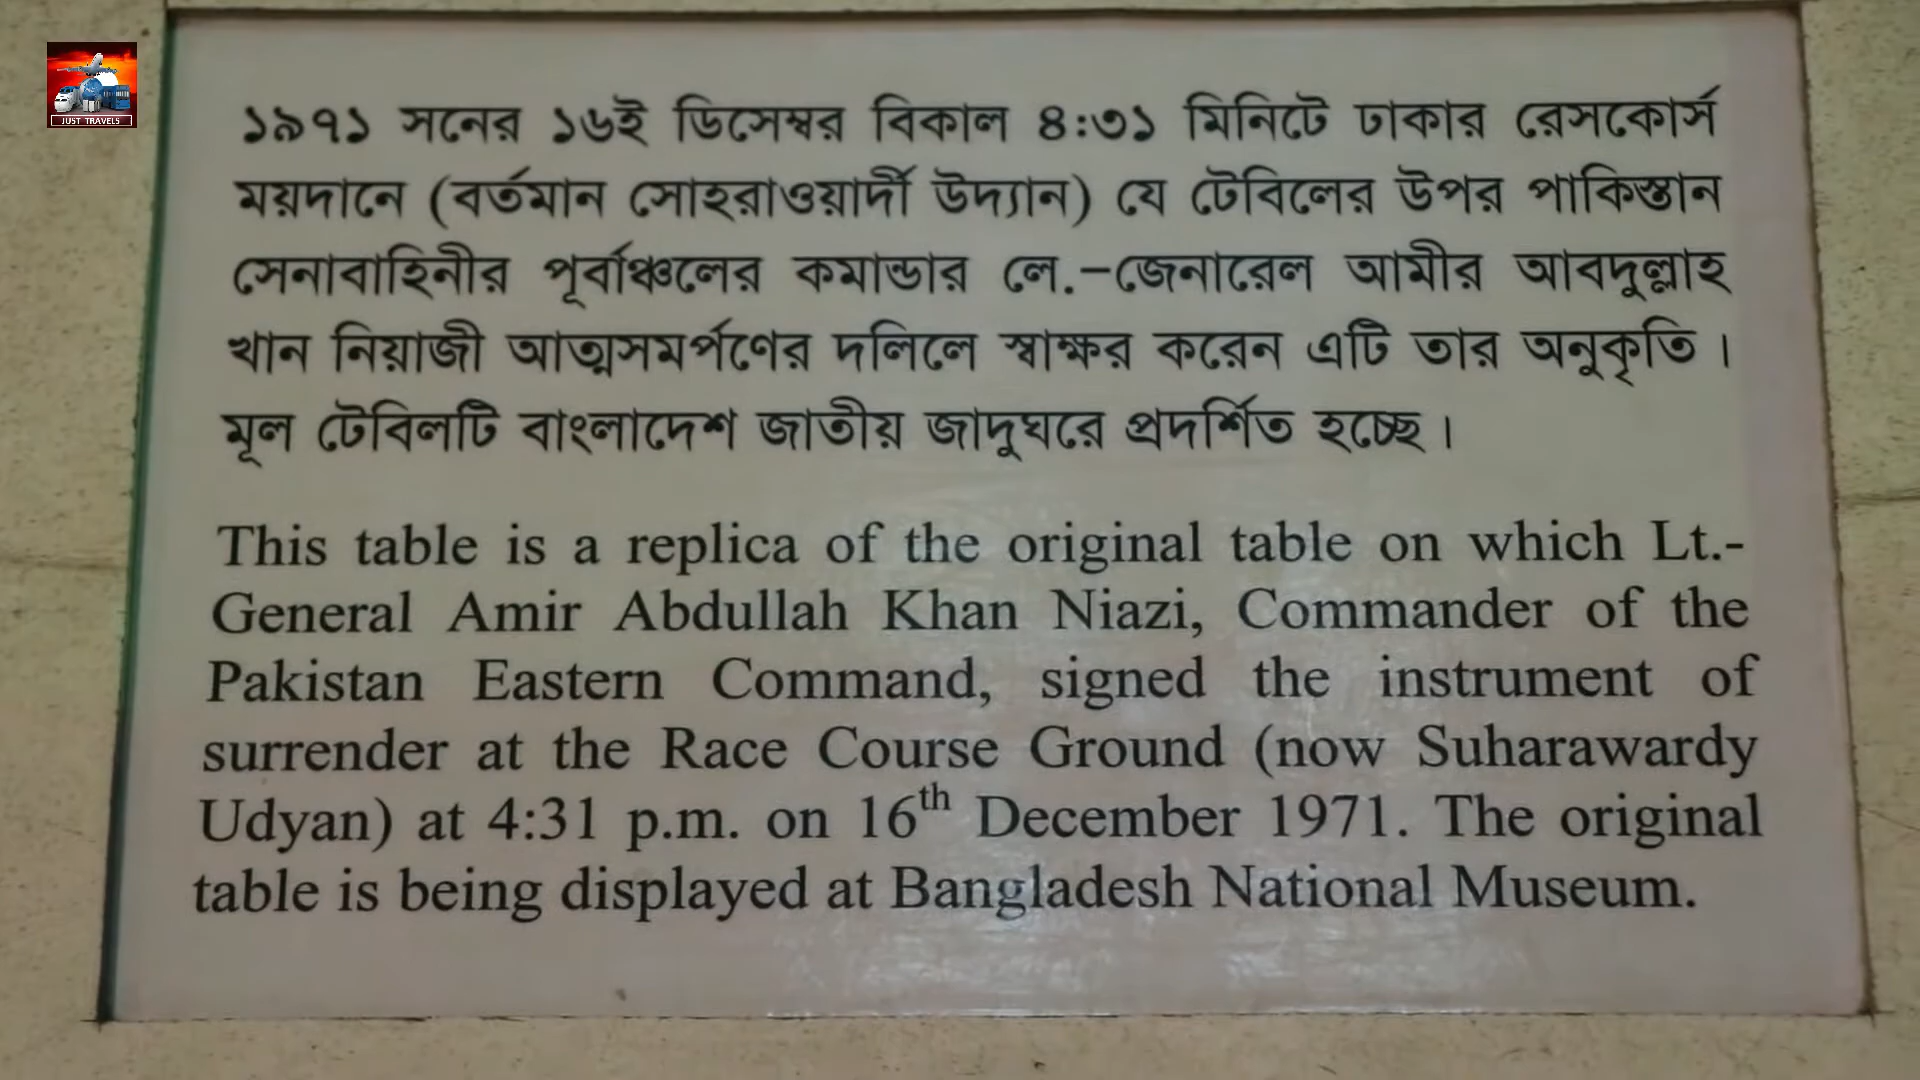 JUST TRAVELS
১৯৭১ সনের ১৬ই ডিসেম্বর বিকাল ৪:৩১ মিনিটে ঢাকার রেসকোর্স
ময়দানে (বর্তমান সোহরাওয়ার্দী উদ্যান) যে টেবিলের উপর পাকিস্তান
সেনাবাহিনীর পূর্বাঞ্চলের কমান্ডার লে.-জেনারেল আমীর আবদুল্লাহ
খান নিয়াজী আত্মসমর্পণের দলিলে স্বাক্ষর করেন এটি তার অনুকৃতি।
মূল টেবিলটি বাংলাদেশ জাতীয় জাদুঘরে প্রদর্শিত হচ্ছে।
This table is a replica of the original table on which Lt.-
General Amir Abdullah Khan Niazi, Commander of the
Pakistan Eastern Command, signed the instrument of
surrender at the Race Course Ground (now Suharawardy
Udyan) at 4:31 p.m. on 16th December 1971. The original
table is being displayed at Bangladesh National Museum.